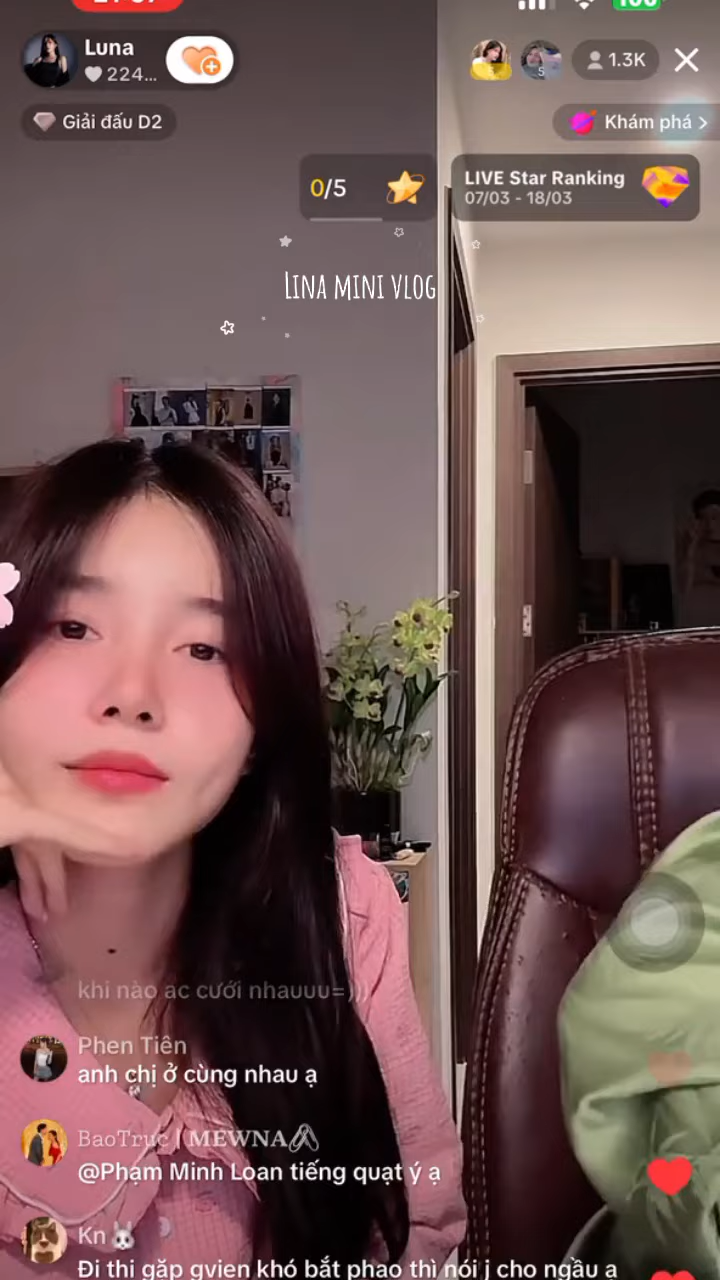 Luna
224...
1.3K
Giải đấu D2
Khám phá >
0/5
LIVE Star Ranking
07/03 - 18/03
LINA MINI VLOG
5
khi nào ac cưới nhauuu=)))
Phen Tiên
anh chị ở cùng nhau ạ
BaoTruc | MEWNA
@Phạm Minh Loan tiếng quạt ý ạ
Kn
Đi thi gặp gviên khó bắt phao thì nói j cho ngầu ạ